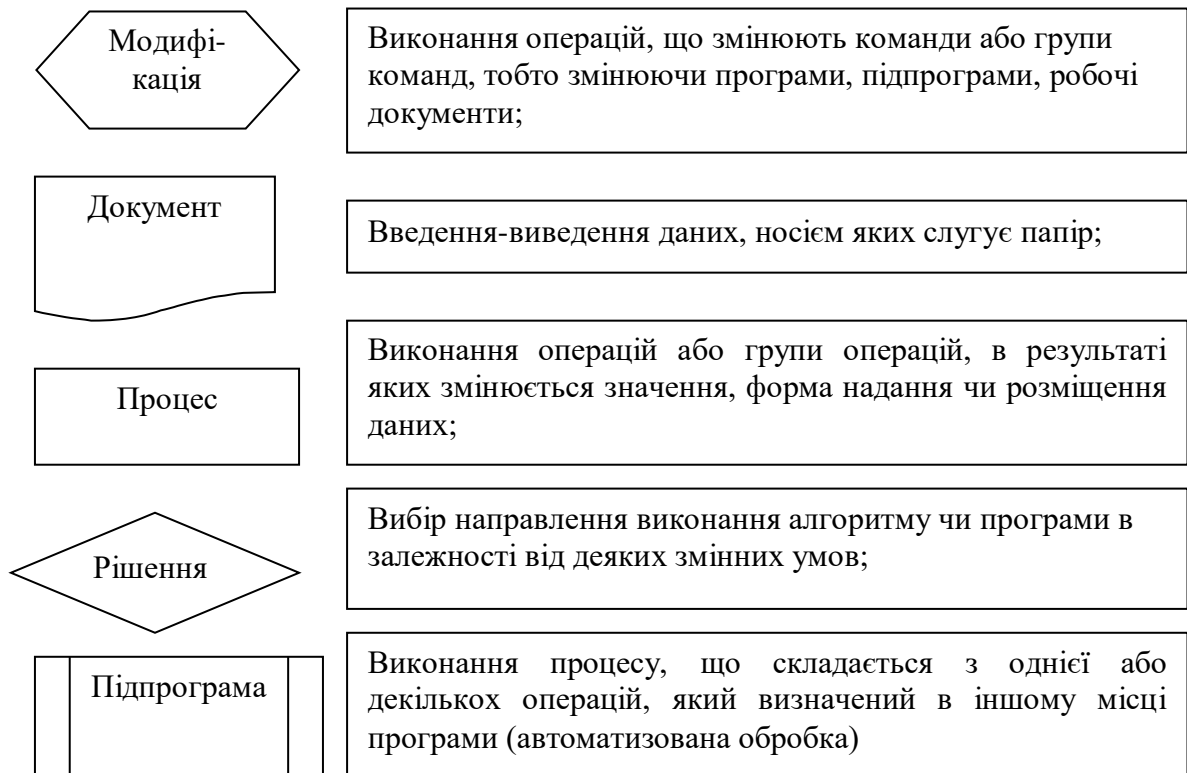 Модифі-
кація
Виконання операцій, що змінюють команди або групи
команд, тобто змінюючи програми, підпрограми, робочі
документи;
Документ
Введення-виведення даних, носієм яких слугує папір;
Процес
Виконання операцій або групи операцій, в результаті
яких змінюється значення, форма надання чи розміщення
даних;
Рішення
Вибір направлення виконання алгоритму чи програми в
залежності від деяких змінних умов;
Підпрограма
Виконання процесу, що складається з однієї або
декількох операцій, який визначений в іншому місці
програми (автоматизована обробка)